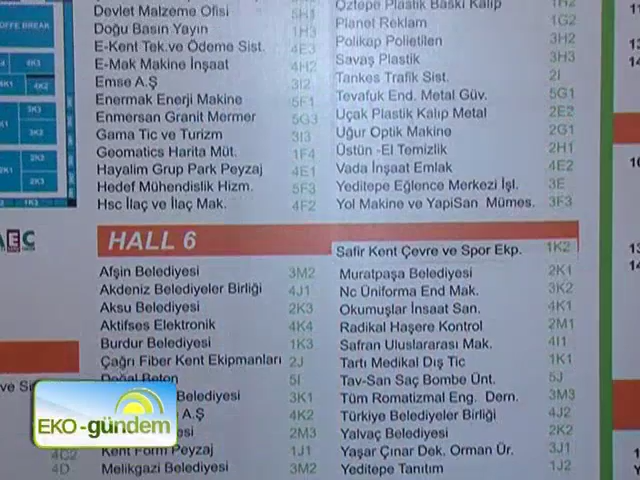 Devlet Malzeme Ofisi 5H1
Doğu Basın Yayın 1H3
E-Kent Tek.ve Ödeme Sist. 4E3
E-Mak Makine İnşaat 4H2
Emse A.Ş 3I2
Enermak Enerji Makine 5F1
Enmersan Granit Mermer 5G3
Gama Tic ve Turizm 3I3
Geomatics Harita Müt. 1F4
Hayalim Grup Park Peyzaj 4E1
Hedef Mühendislik Hizm. 5F3
Hsc İlaç ve İlaç Mak. 4F2
Öztepe Plastik Baskı Kalıp 1H2
Planet Reklam 1G2
Polikap Polietilen 3H2
Savaş Plastik 3H3
Tankes Trafik Sist. 2I
Tevafuk End. Metal Güv. 5G1
Uçak Plastik Kalıp Metal 2E2
Uğur Optik Makine 2G1
Üstün -El Temizlik 2H1
Vada İnşaat Emlak 4E2
Yeditepe Eğlence Merkezi İşl. 3E
Yol Makine ve YapiSan Mümes. 3F3
HALL 6
Afşin Belediyesi 3M2
Akdeniz Belediyeler Birliği 4J1
Aksu Belediyesi 2K3
Aktifses Elektronik 4K4
Burdur Belediyesi 1K3
Çağrı Fiber Kent Ekipmanları 2J
Doğal Beton 5I
Belediyesi 3K1
A.Ş 4K2
2M3
Kent Form Peyzaj 1J1
Melikgazi Belediyesi 3M2
Safir Kent Çevre ve Spor Ekp. 1K2
Muratpaşa Belediyesi 2K1
Nc Üniforma End Mak. 3K2
Okumuşlar İnsaat San. 4K1
Radikal Haşere Kontrol 2M1
Safran Uluslararası Mak. 4I1
Tartı Medikal Dış Tic 1K1
Tav-San Saç Bombe Ünt. 5J
Tüm Romatizmal Eng. Dern. 3M3
Türkiye Belediyeler Birliği 4J2
Yalvaç Belediyesi 2K2
Yaşar Çınar Dek. Orman Ür. 3J1
Yeditepe Tanıtım 1J2
EKO-gündem
4C2
4D